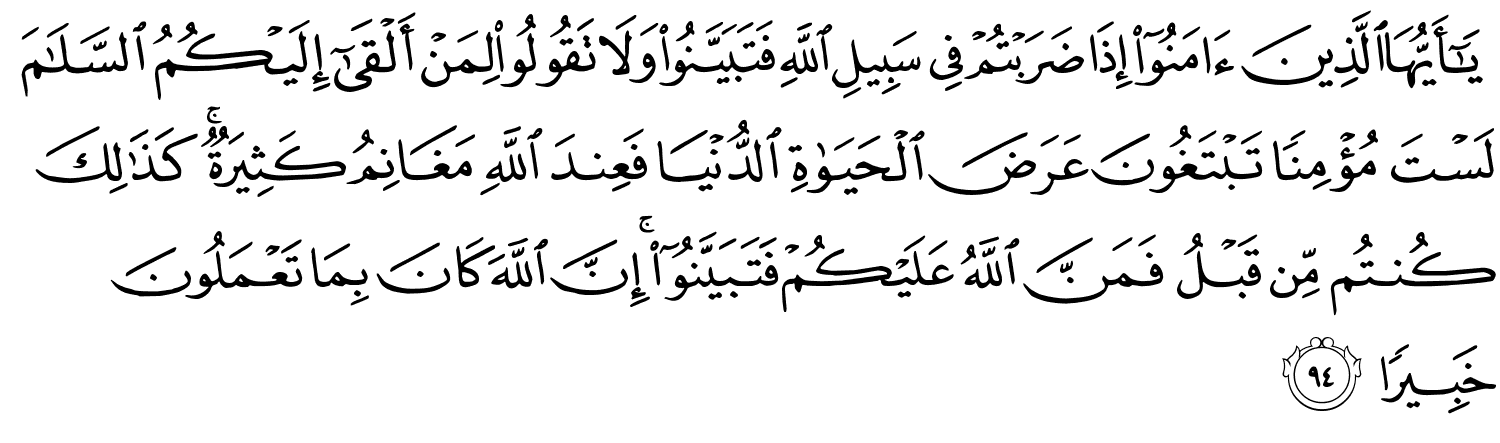 يَـٰٓأَيُّهَا ٱلَّذِينَ ءَامَنُوٓا۟ إِذَا ضَرَبْتُمْ فِى سَبِيلِ ٱللَّهِ فَتَبَيَّنُوا۟ وَلَا تَقُولُوا۟ لِمَنْ أَلْقَىٰٓ إِلَيْكُمُ ٱلسَّلَـٰمَ
لَسْتَ مُؤْمِنًا تَبْتَغُونَ عَرَضَ ٱلْحَيَوٰةِ ٱلدُّنْيَا فَعِندَ ٱللَّهِ مَغَانِمُ كَثِيرَةٌ ۚ كَذَٰلِكَ
كُنتُم مِّن قَبْلُ فَمَنَّ ٱللَّهُ عَلَيْكُمْ فَتَبَيَّنُوٓا۟ ۚ إِنَّ ٱللَّهَ كَانَ بِمَا تَعْمَلُونَ
خَبِيرًا ٩٤